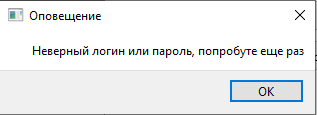 Оповещение
Неверный логин или пароль, попробуте еще раз
OK